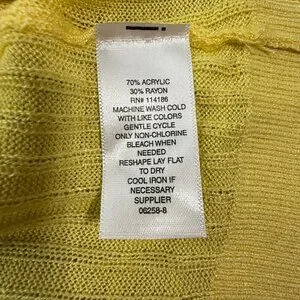 70% ACRYLIC
30% RAYON
RN# 114186
MACHINE WASH COLD
WITH LIKE COLORS
GENTLE CYCLE
ONLY NON-CHLORINE
BLEACH WHEN
NEEDED
RESHAPE LAY FLAT
TO DRY
COOL IRON IF
NECESSARY
SUPPLIER
06258-8